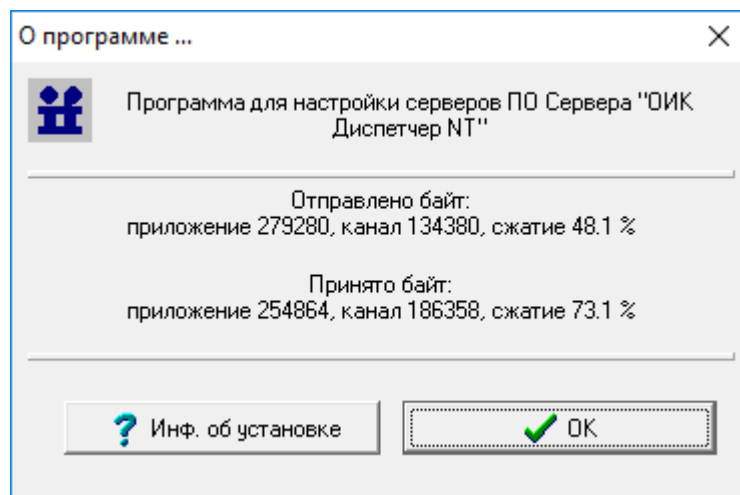 О программе ...
Программа для настройки серверов ПО Сервера "ОИК
Диспетчер NT"
Отправлено байт:
приложение 279280, канал 134380, сжатие 48.1 %
Принято байт:
приложение 254864, канал 186358, сжатие 73.1 %
Инф. об установке
OK